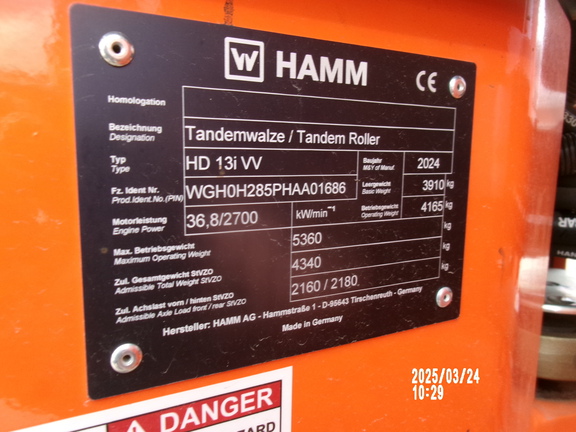 HAMM
CE
Homologation
Bezeichnung
Designation
Tandemwalze / Tandem Roller
Typ
Type
HD 13i VV
Baujahr
M&Y of Manuf.
2024
Fz. Ident Nr.
Prod.Ident.No.(PIN)
WGH0H285PHAA01686
Leergewicht
Basic Weight
3910 kg
Motorleistung
Engine Power
36,8/2700 kW/min⁻¹
Betriebsgewicht
Operating Weight
4165 kg
Max. Betriebsgewicht
Maximum Operating Weight
5360 kg
Zul. Gesamtgewicht StVZO
Admissible Total Weight StVZO
4340 kg
Zul. Achslast vorn / hinten StVZO
Admissible Axle Load front / rear StVZO
2160 / 2180 kg
Hersteller: HAMM AG - Hammstraße 1 - D-95643 Tirschenreuth - Germany
Made in Germany
DANGER
2025/03/24
10:29